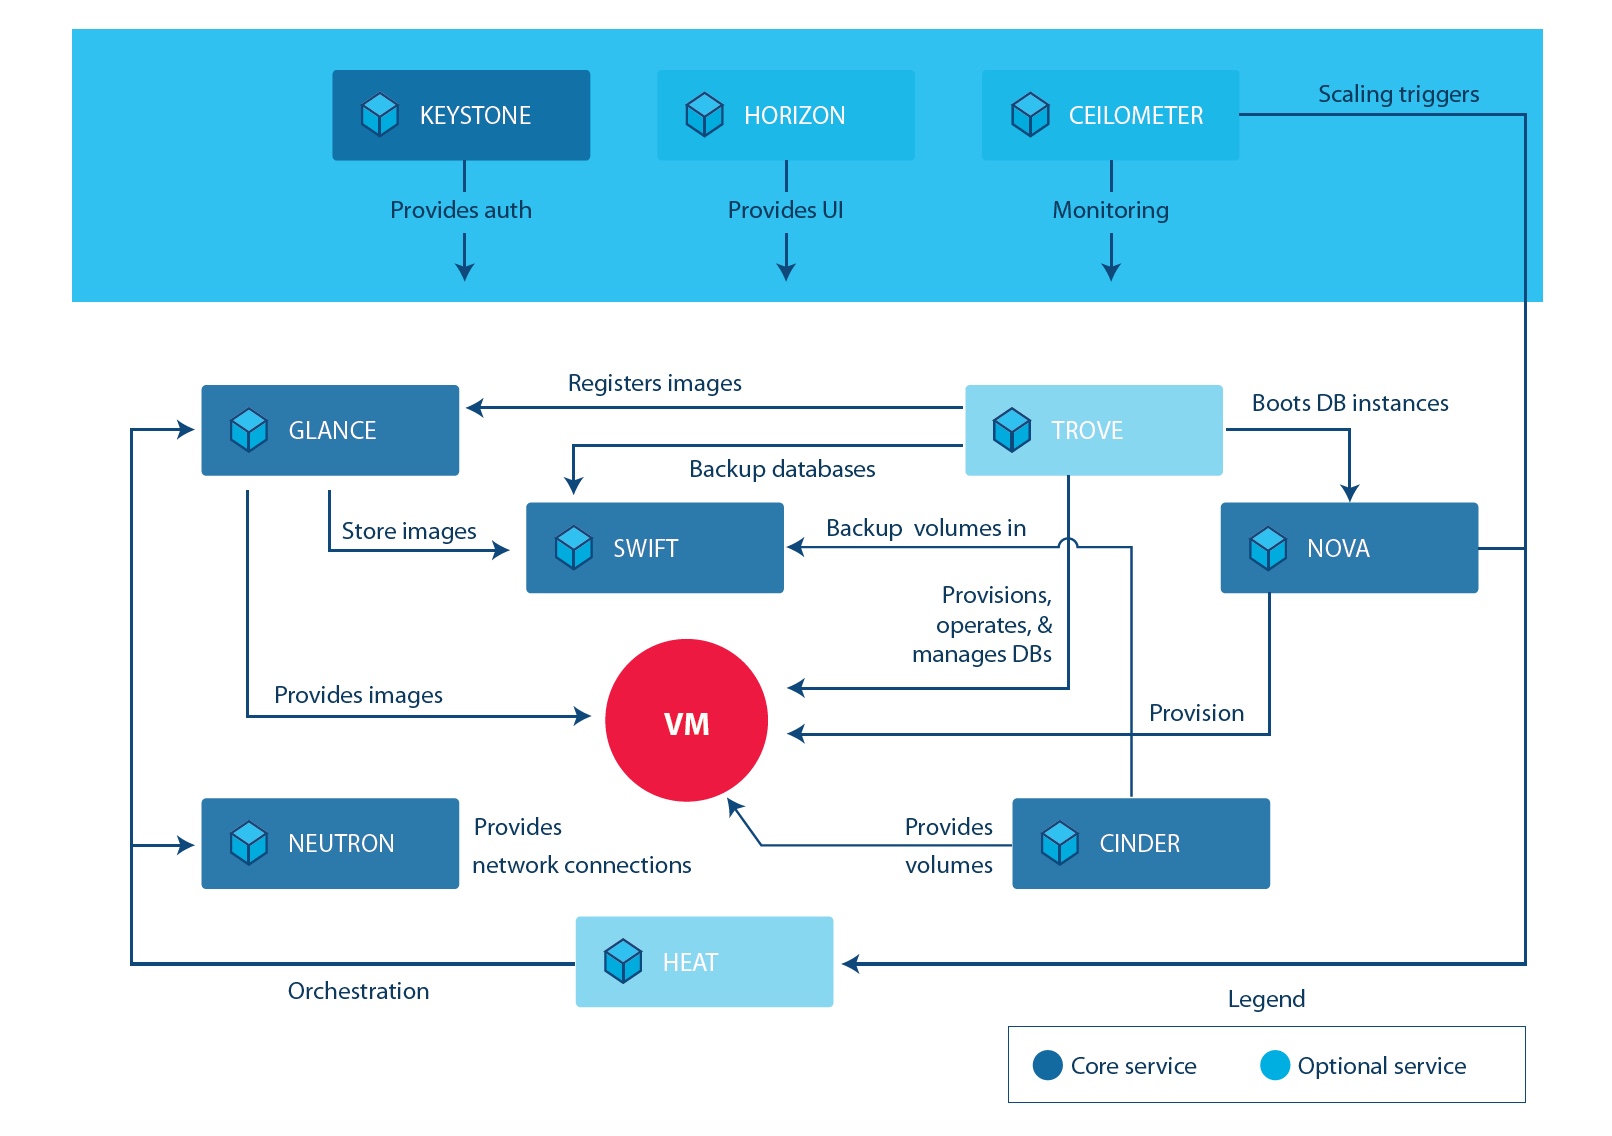 KEYSTONE
HORIZON
CEILOMETER
Scaling triggers
Provides auth
Provides UI
Monitoring
Registers images
GLANCE
TROVE
Boots DB instances
Backup databases
Store images
SWIFT
Backup volumes in
NOVA
Provisions,
operates, &
manages DBs
Provides images
VM
Provision
NEUTRON
Provides
network connections
Provides
volumes
CINDER
HEAT
Orchestration
Legend
Core service
Optional service